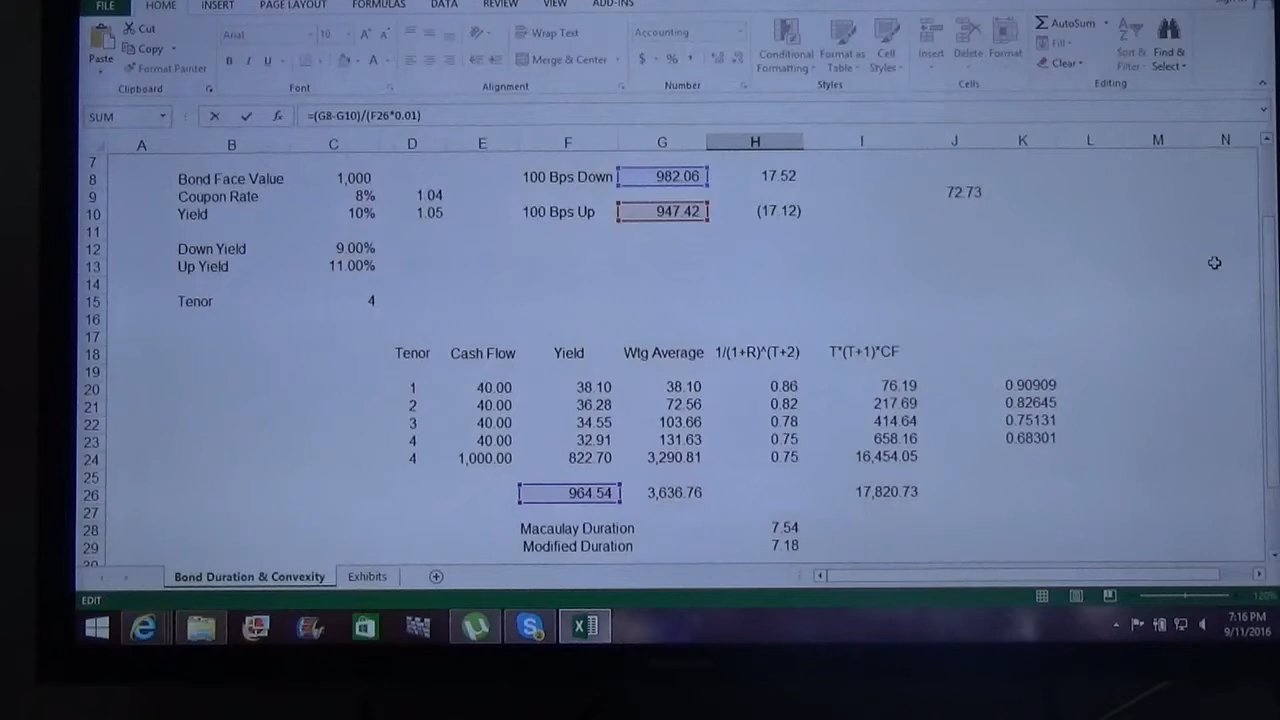 FILE HOME INSERT PAGE LAYOUT FORMULAS DATA REVIEW VIEW ADD-INS
Cut
Copy
Format Painter
Paste
Clipboard
Arial 10
B I U
Font
Wrap Text
Merge & Center
Alignment
Accounting
$ % ,
Number
Conditional Formatting
Format as Table
Cell Styles
Styles
Insert Delete Format
Cells
AutoSum
Fill
Clear
Sort & Filter
Find & Select
Editing
SUM =(G8-G10)/(F26*0.01)
A B C D E F G H I J K L M N
7
8 Bond Face Value 1,000 100 Bps Down 982.06 17.52
9 Coupon Rate 8% 1.04 72.73
10 Yield 10% 1.05 100 Bps Up 947.42 (17.12)
11
12 Down Yield 9.00%
13 Up Yield 11.00%
14
15 Tenor 4
16
17
18 Tenor Cash Flow Yield Wtg Average 1/(1+R)^(T+2) T*(T+1)*CF
19
20 1 40.00 38.10 38.10 0.86 76.19 0.90909
21 2 40.00 36.28 72.56 0.82 217.69 0.82645
22 3 40.00 34.55 103.66 0.78 414.64 0.75131
23 4 40.00 32.91 131.63 0.75 658.16 0.68301
24 4 1,000.00 822.70 3,290.81 0.75 16,454.05
25
26 964.54 3,636.76 17,820.73
27
28 Macaulay Duration 7.54
29 Modified Duration 7.18
Bond Duration & Convexity Exhibits
EDIT 120%
7:16 PM
9/11/2016